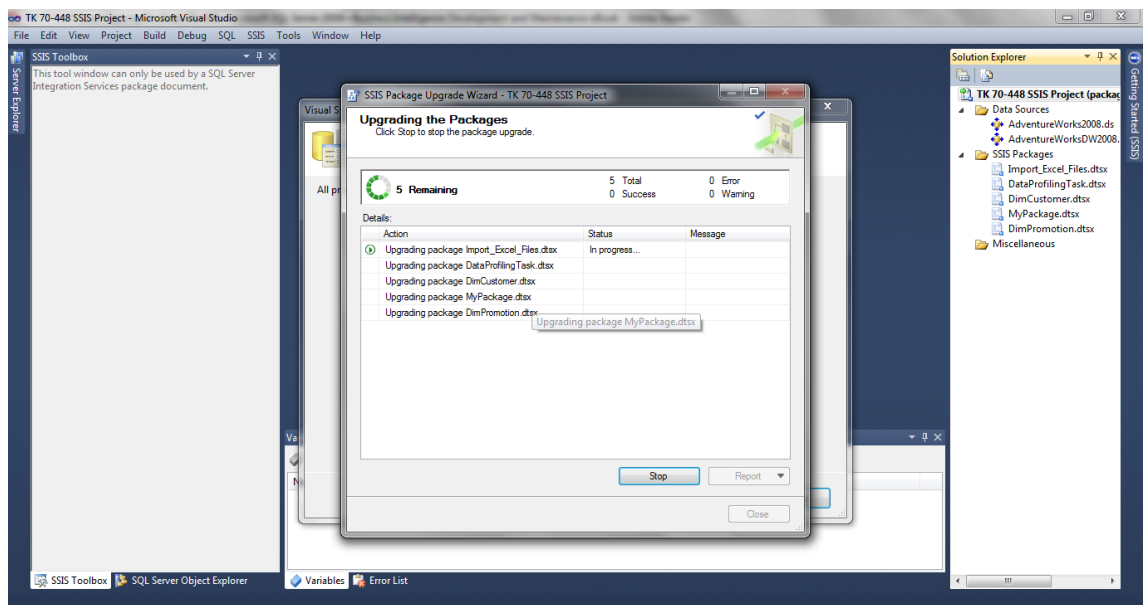 TK 70-448 SSIS Project - Microsoft Visual Studio
File Edit View Project Build Debug SQL SSIS Tools Window Help
Server Explorer
SSIS Toolbox
This tool window can only be used by a SQL Server
Integration Services package document.
Visual S
All pr
SSIS Package Upgrade Wizard - TK 70-448 SSIS Project
Upgrading the Packages
Click Stop to stop the package upgrade.
5 Remaining
5 Total 0 Error
0 Success 0 Warning
Details:
Action Status Message
Upgrading package Import_Excel_Files.dtsx In progress...
Upgrading package DataProfilingTask.dtsx
Upgrading package DimCustomer.dtsx
Upgrading package MyPackage.dtsx
Upgrading package DimPromotion.dtsx
Upgrading package MyPackage.dtsx
Stop Report
Close
Va
N
Solution Explorer
TK 70-448 SSIS Project (packag
Data Sources
AdventureWorks2008.ds
AdventureWorksDW2008.
SSIS Packages
Import_Excel_Files.dtsx
DataProfilingTask.dtsx
DimCustomer.dtsx
MyPackage.dtsx
DimPromotion.dtsx
Miscellaneous
Getting Started (SSIS)
SSIS Toolbox SQL Server Object Explorer Variables Error List